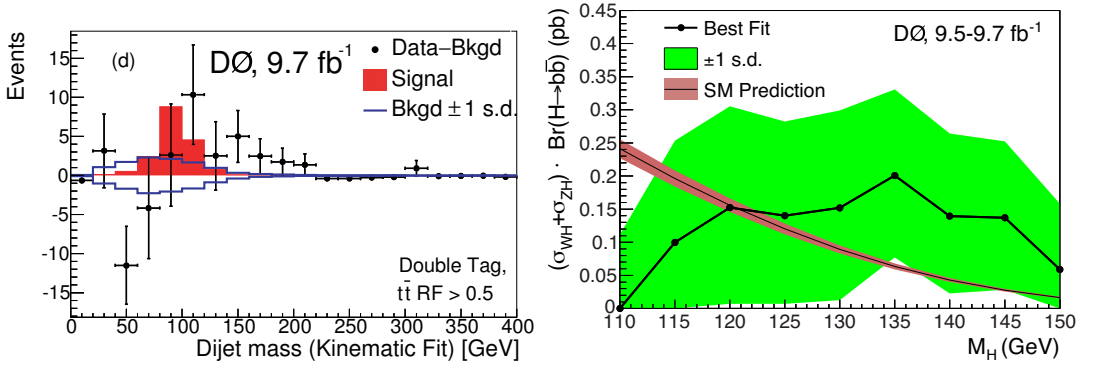 (d)
DØ, 9.7 fb⁻¹
Data−Bkgd
Signal
Bkgd ±1 s.d.
Double Tag,
tt̄ RF > 0.5
Events
15
10
5
0
-5
-10
-15
0 50 100 150 200 250 300 350 400
Dijet mass (Kinematic Fit) [GeV]
DØ, 9.5-9.7 fb⁻¹
Best Fit
±1 s.d.
SM Prediction
(σWH+σZH) · Br(H→bb̄) (pb)
0.45
0.4
0.35
0.3
0.25
0.2
0.15
0.1
0.05
0
110 115 120 125 130 135 140 145 150
M_H (GeV)